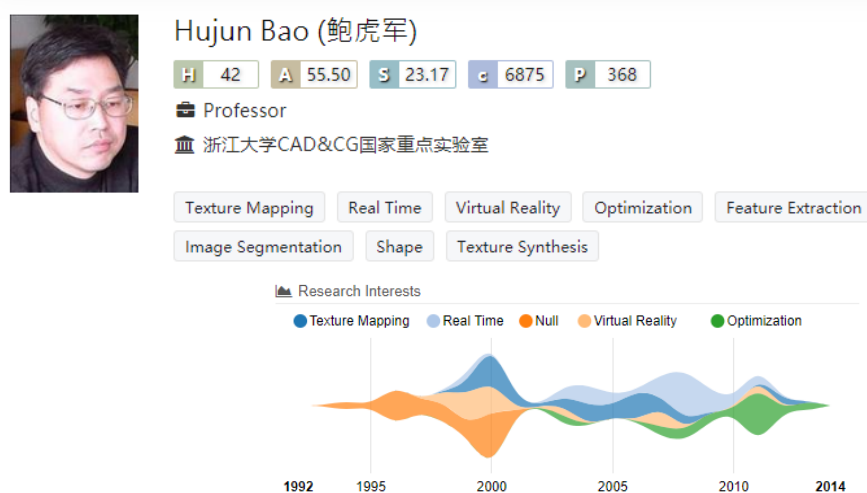 Hujun Bao (鲍虎军)
H 42 A 55.50 S 23.17 c 6875 P 368
Professor
浙江大学CAD&CG国家重点实验室
Texture Mapping Real Time Virtual Reality Optimization Feature Extraction
Image Segmentation Shape Texture Synthesis
Research Interests
Texture Mapping Real Time Null Virtual Reality Optimization
1992 1995 2000 2005 2010 2014